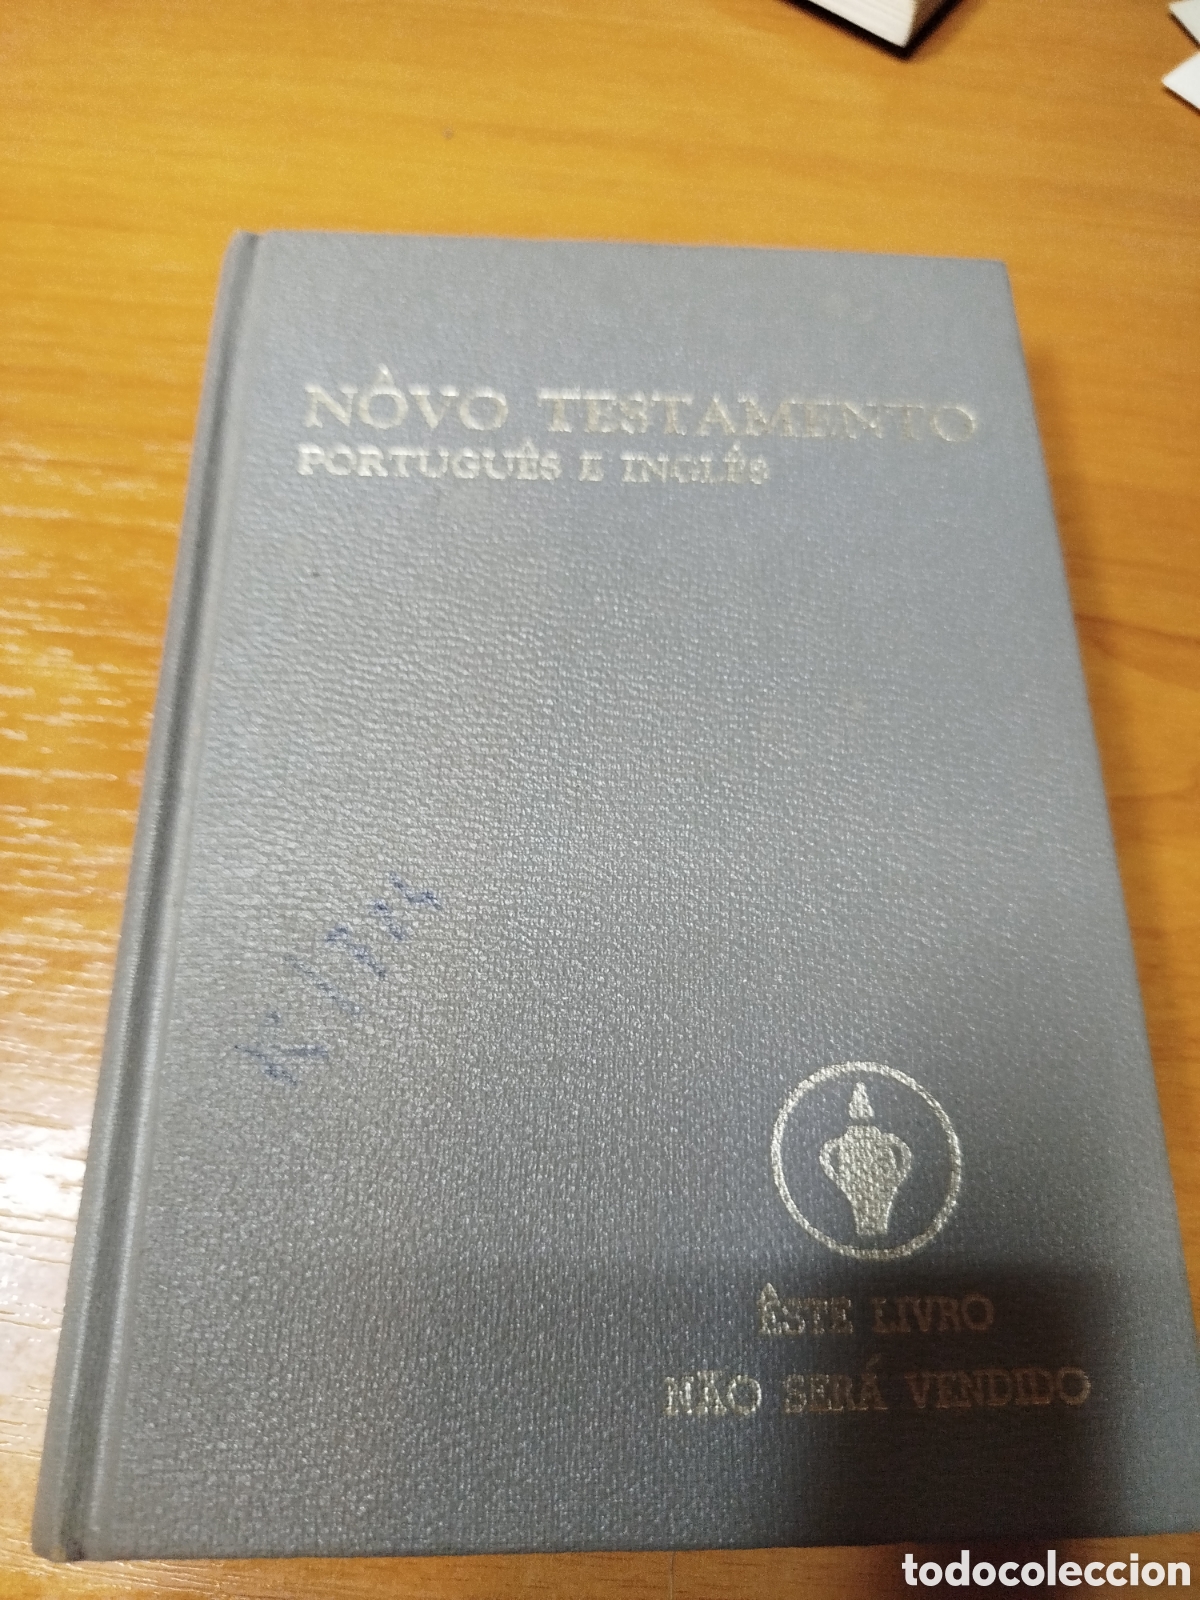 NÔVO TESTAMENTO
PORTUGUÊS E INGLÊS
ÊSTE LIVRO
NÃO SERÁ VENDIDO
todocoleccion